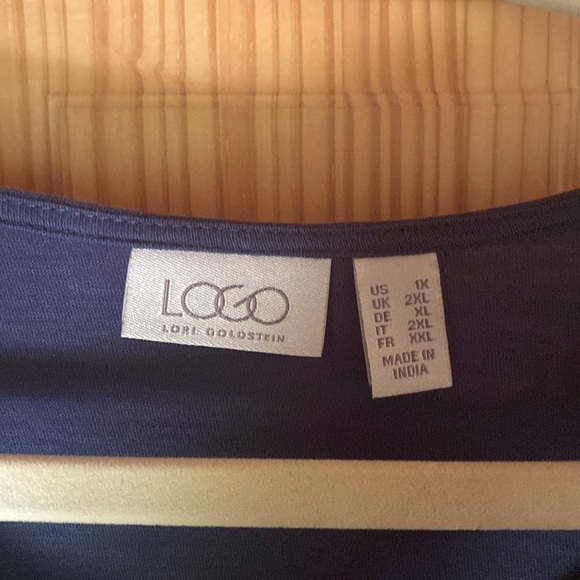 LOGO
LORI GOLDSTEIN
US 1X
UK 2XL
DE XL
IT 2XL
FR XXL
MADE IN
INDIA